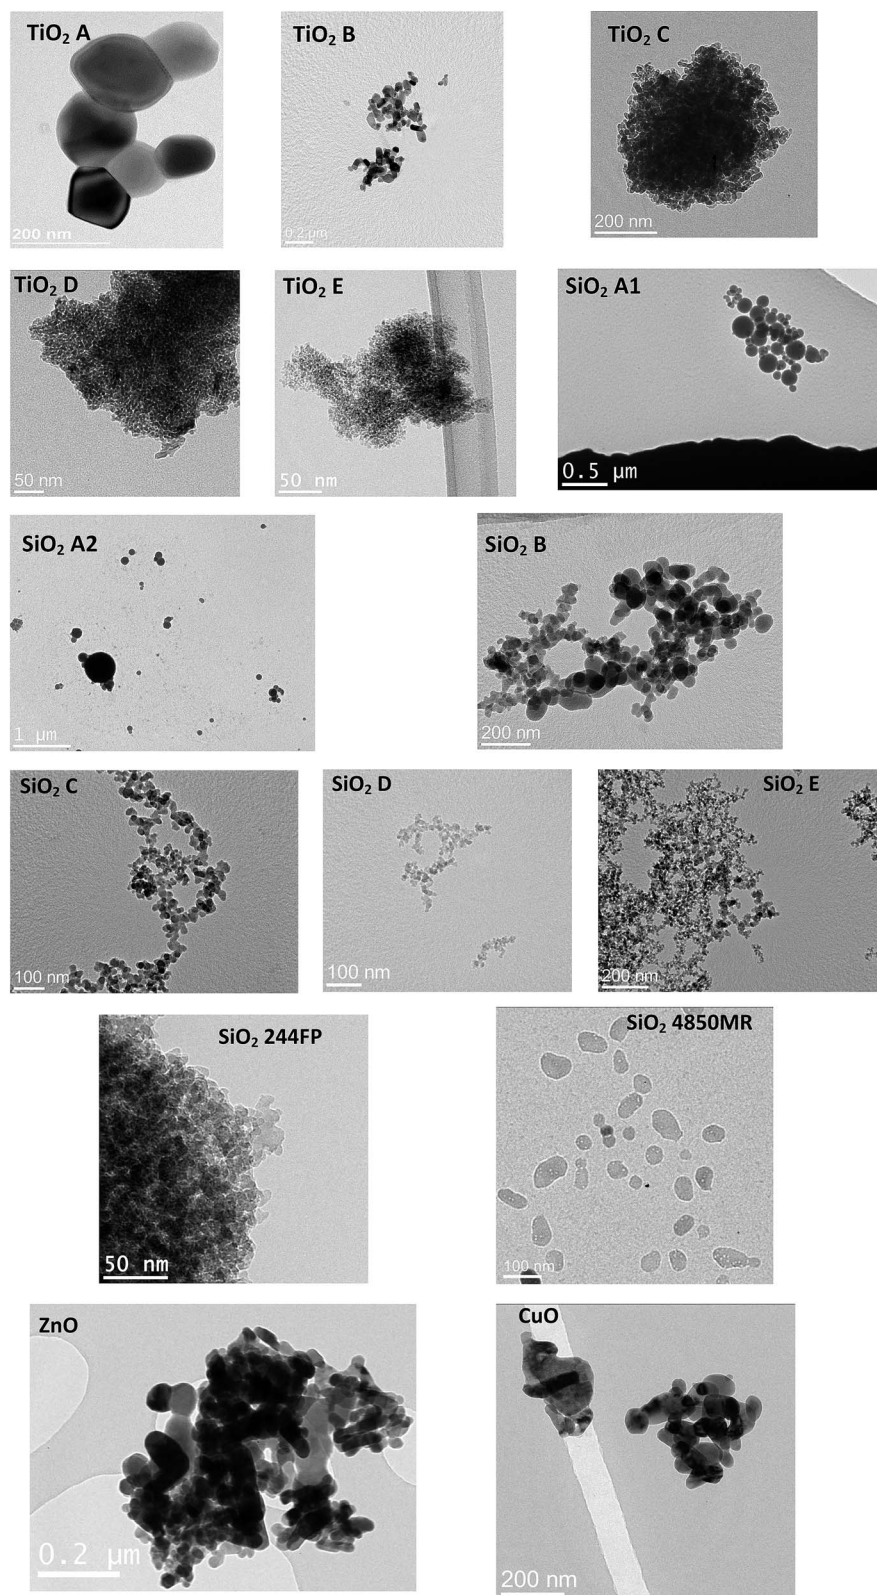 TiO₂ A
200 nm
TiO₂ B
0.2 µm
TiO₂ C
200 nm
TiO₂ D
50 nm
TiO₂ E
50 nm
SiO₂ A1
0.5 µm
SiO₂ A2
1 µm
SiO₂ B
200 nm
SiO₂ C
100 nm
SiO₂ D
100 nm
SiO₂ E
200 nm
SiO₂ 244FP
50 nm
SiO₂ 4850MR
100 nm
ZnO
0.2 µm
CuO
200 nm